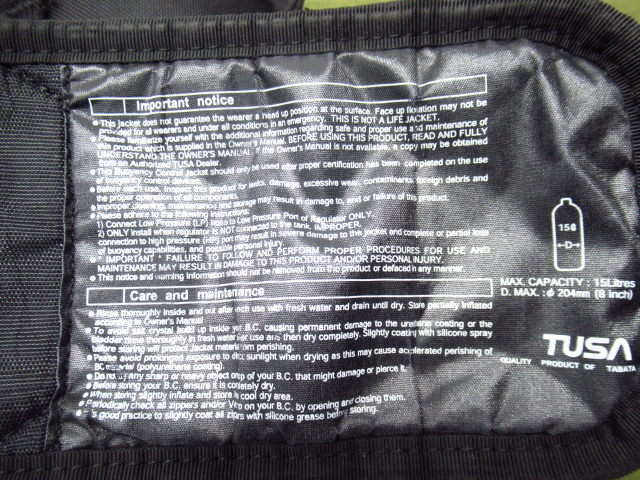 Important notice
● This jacket does not guarantee the wearer a head up position at the surface. Face up floatation may not be
provided for all wearers and under all conditions in an emergency. THIS IS NOT A LIFE JACKET.
● Please familiarize yourself with the additional information regarding safe and proper use and maintenance of
this product which is supplied in the Owner's Manual. BEFORE USING THIS PRODUCT, READ AND FULLY
UNDERSTAND THE OWNER'S MANUAL. If the Owner's Manual is not available, a copy may be obtained
from an Authorized TUSA Dealer.
● This Buoyancy Control Jacket should only be used after proper certification has been completed on the use
of buoyancy control devices.
● Before each use, inspect this product for leaks, damage, excessive wear, contaminants, foreign debris and
the proper operation of all components.
● Improper storage may result in damage to, and or failure of this product.
● Please adhere to the following instructions:
1) Connect Low Pressure (LP) hose to Low Pressure Port of Regulator ONLY.
2) ONLY install when regulator is NOT connected to the tank. IMPROPER
connection to high pressure (HP) port may result in severe damage to the jacket and complete or partial loss
of buoyancy capabilities, and possible personal injury.
● " IMPORTANT " FAILURE TO FOLLOW AND PERFORM PROPER PROCEDURES FOR USE AND
MAINTENANCE MAY RESULT IN DAMAGE TO THIS PRODUCT AND/OR PERSONAL INJURY.
● This notice and warning information should not be removed from the product or defaced in any manner.
Care and maintenance
● Rinse thoroughly inside and out after each use with fresh water and drain until dry. Store partially inflated
according to Owner's Manual
● To avoid salt crystal build up inside your B.C. causing permanent damage to the urethane coating or the
bladder rinse thoroughly in fresh water after use and then dry completely. Slightly coating with silicone spray
before storing will protect Jacket material from perishing.
● Please avoid prolonged exposure to direct sunlight when drying as this may cause accelerated perishing of
BC material (polyurethane coating).
● Do not lay any sharp or heavy object on top of your B.C. that might damage or pierce it.
● Before storing your B.C. ensure it is completely dry.
● When storing slightly inflate and store in cool dry area.
● Periodically check all zippers and/or Velcro on your B.C. by opening and closing them.
● It's good practice to slightly coat all zippers with silicone grease before storing.
15ℓ
←D→
MAX. CAPACITY : 15Litres
D. MAX. : ϕ 204mm (8 inch)
TUSA
QUALITY PRODUCT OF TABATA